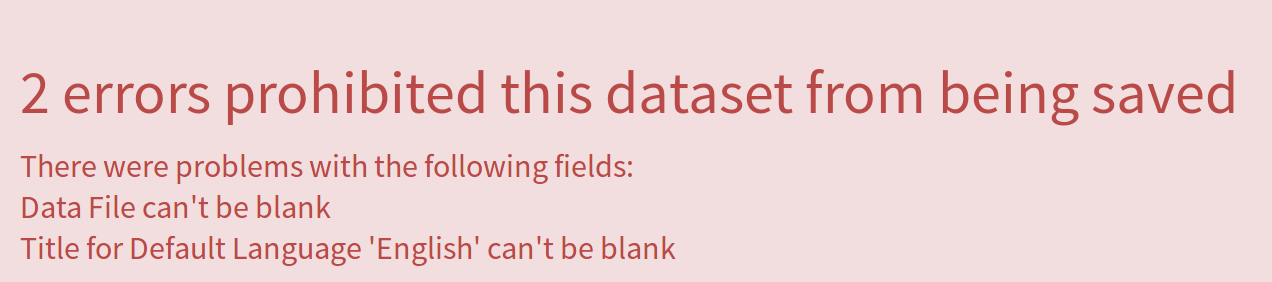 2 errors prohibited this dataset from being saved
There were problems with the following fields:
Data File can't be blank
Title for Default Language 'English' can't be blank